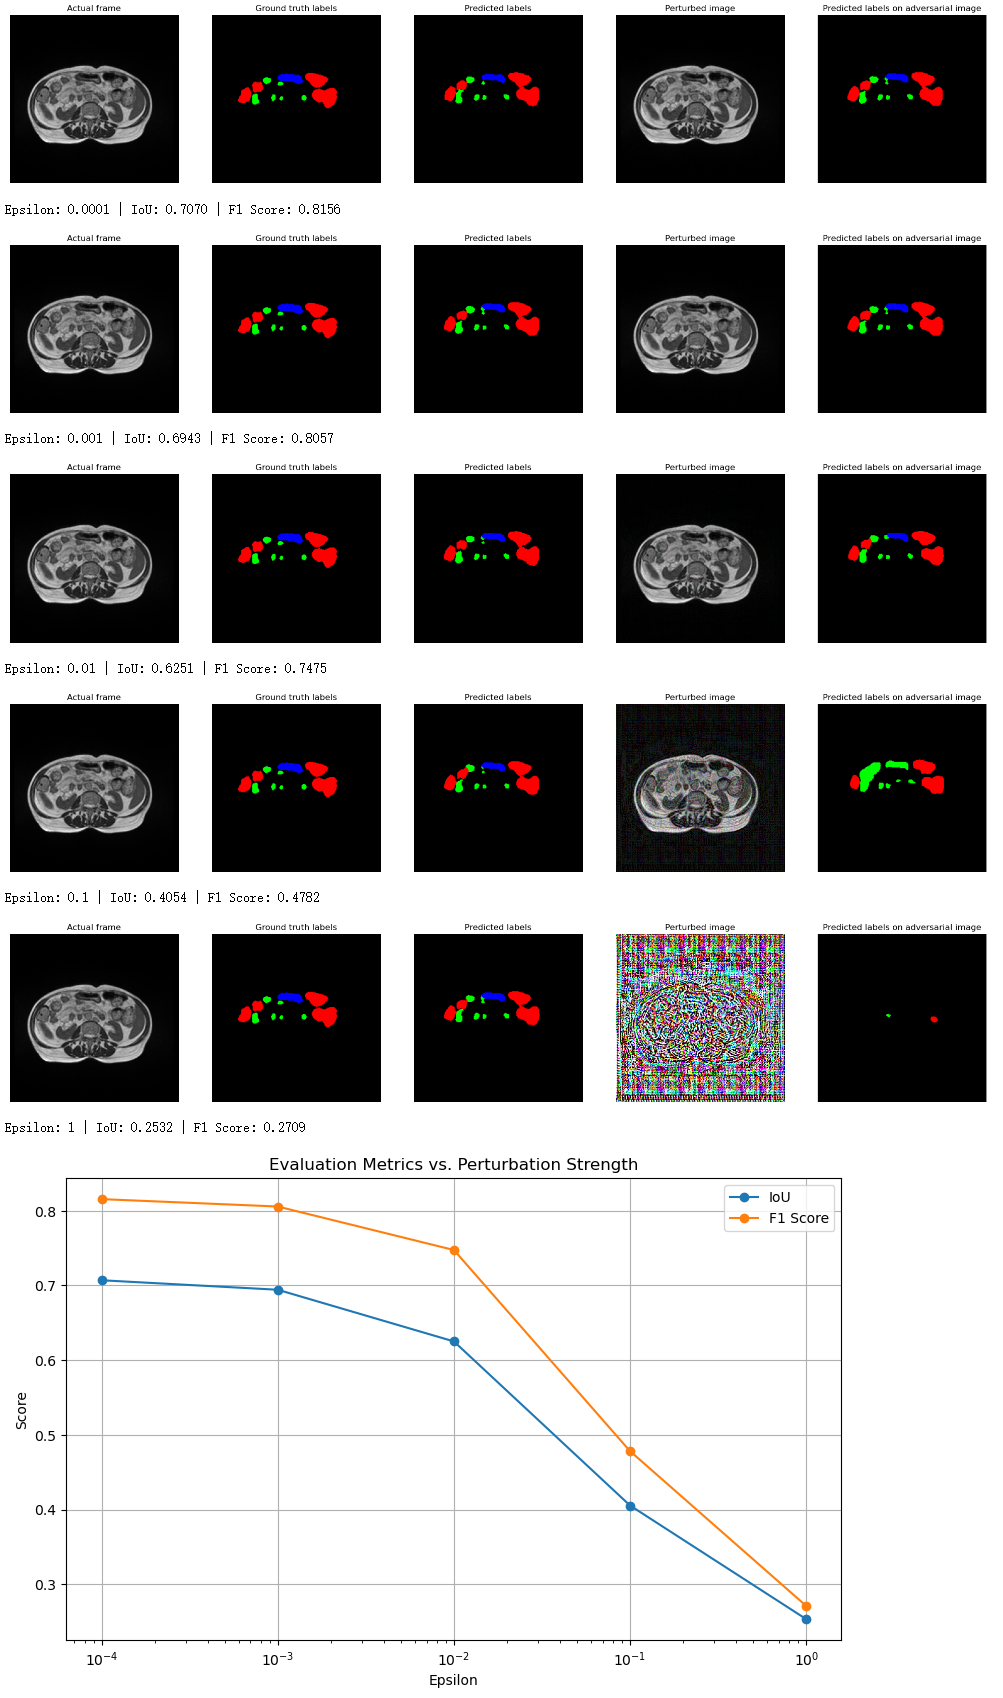 Actual frame Ground truth labels Predicted labels Perturbed image Predicted labels on adversarial image
Epsilon: 0.0001 | IoU: 0.7070 | F1 Score: 0.8156
Actual frame Ground truth labels Predicted labels Perturbed image Predicted labels on adversarial image
Epsilon: 0.001 | IoU: 0.6943 | F1 Score: 0.8057
Actual frame Ground truth labels Predicted labels Perturbed image Predicted labels on adversarial image
Epsilon: 0.01 | IoU: 0.6251 | F1 Score: 0.7475
Actual frame Ground truth labels Predicted labels Perturbed image Predicted labels on adversarial image
Epsilon: 0.1 | IoU: 0.4054 | F1 Score: 0.4782
Actual frame Ground truth labels Predicted labels Perturbed image Predicted labels on adversarial image
Epsilon: 1 | IoU: 0.2532 | F1 Score: 0.2709
Evaluation Metrics vs. Perturbation Strength
IoU
F1 Score
0.8
0.7
0.6
0.5
0.4
0.3
Score
10⁻⁴ 10⁻³ 10⁻² 10⁻¹ 10⁰
Epsilon